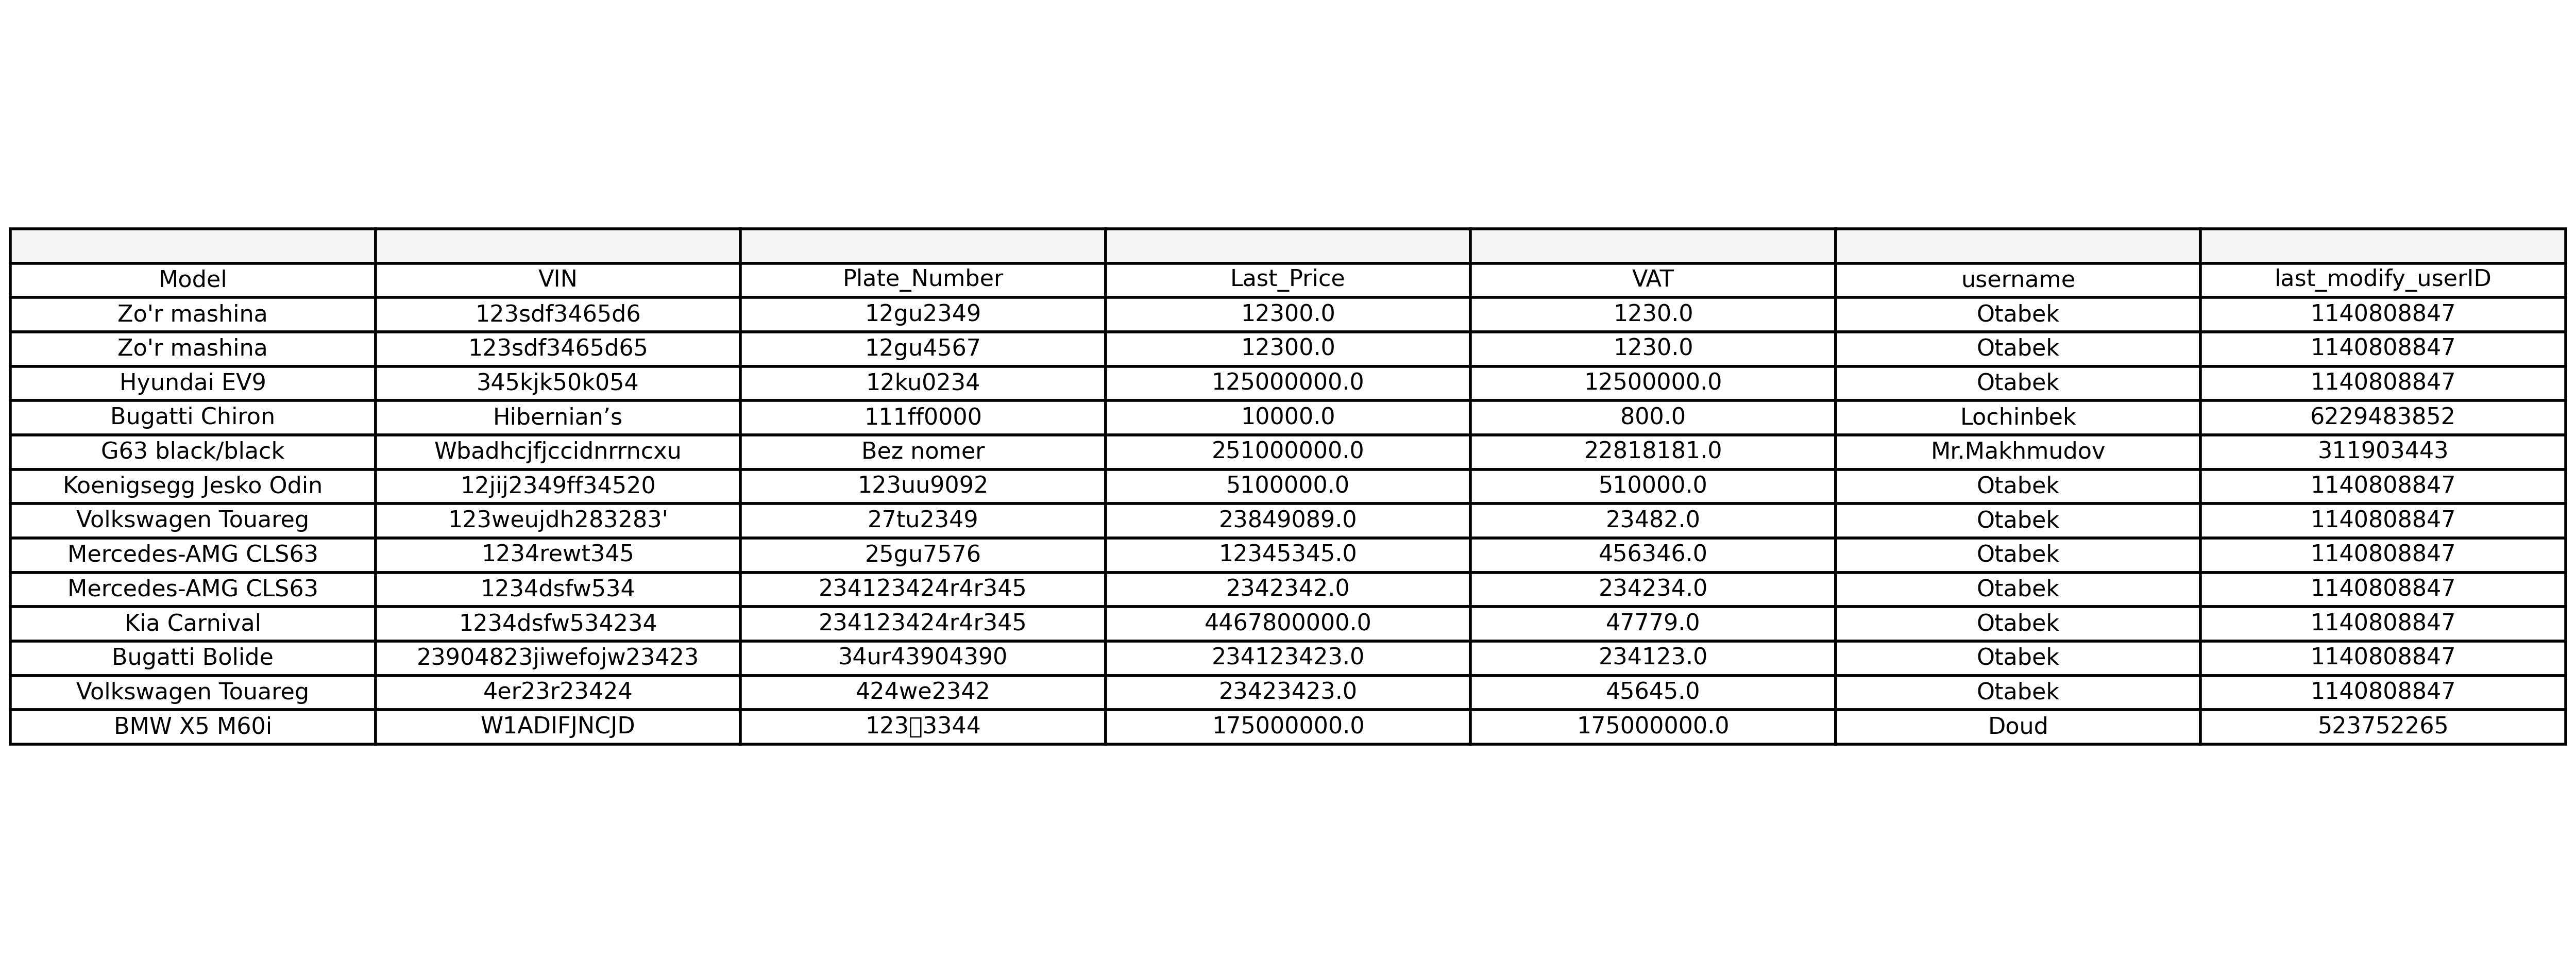 Model VIN Plate_Number Last_Price VAT username last_modify_userID
Zo'r mashina 123sdf3465d6 12gu2349 12300.0 1230.0 Otabek 1140808847
Zo'r mashina 123sdf3465d65 12gu4567 12300.0 1230.0 Otabek 1140808847
Hyundai EV9 345kjk50k054 12ku0234 125000000.0 12500000.0 Otabek 1140808847
Bugatti Chiron Hibernian’s 111ff0000 10000.0 800.0 Lochinbek 6229483852
G63 black/black Wbadhcjfjccidnrrncxu Bez nomer 251000000.0 22818181.0 Mr.Makhmudov 311903443
Koenigsegg Jesko Odin 12jij2349ff34520 123uu9092 5100000.0 510000.0 Otabek 1140808847
Volkswagen Touareg 123weujdh283283' 27tu2349 23849089.0 23482.0 Otabek 1140808847
Mercedes-AMG CLS63 1234rewt345 25gu7576 12345345.0 456346.0 Otabek 1140808847
Mercedes-AMG CLS63 1234dsfw534 234123424r4r345 2342342.0 234234.0 Otabek 1140808847
Kia Carnival 1234dsfw534234 234123424r4r345 4467800000.0 47779.0 Otabek 1140808847
Bugatti Bolide 23904823jiwefojw23423 34ur43904390 234123423.0 234123.0 Otabek 1140808847
Volkswagen Touareg 4er23r23424 424we2342 23423423.0 45645.0 Otabek 1140808847
BMW X5 M60i W1ADIFJNCJD 123▯3344 175000000.0 175000000.0 Doud 523752265